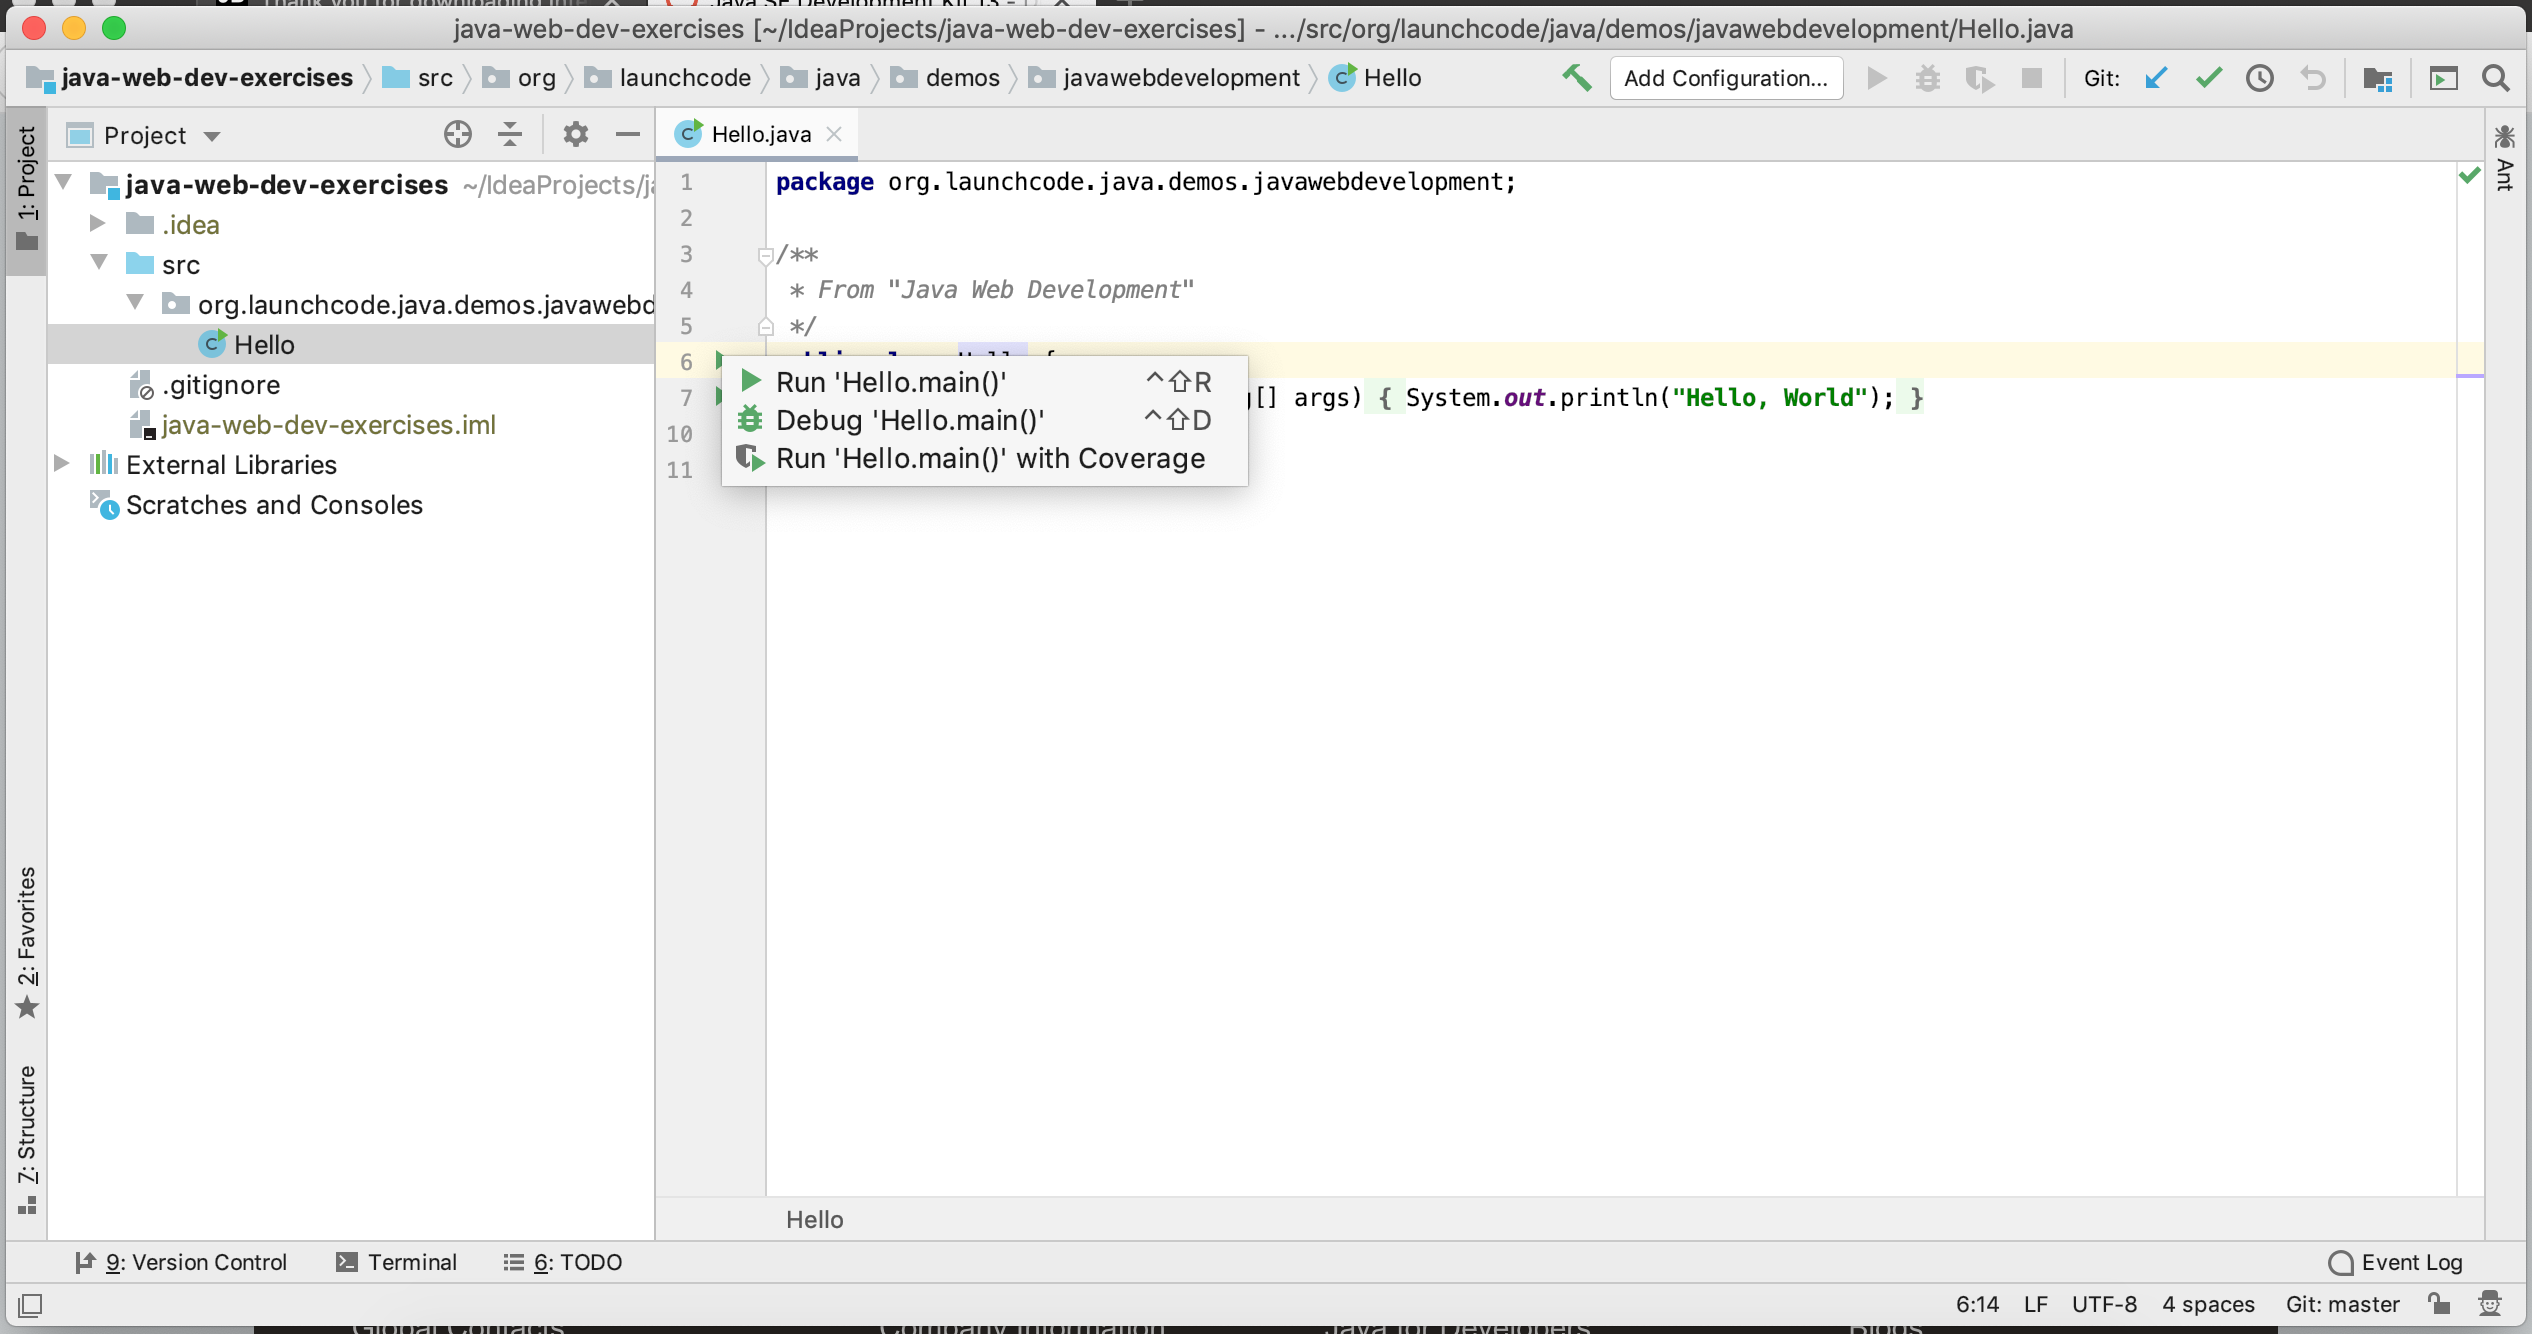 java-web-dev-exercises [~/IdeaProjects/java-web-dev-exercises] - .../src/org/launchcode/java/demos/javawebdevelopment/Hello.java
java-web-dev-exercises src org launchcode java demos javawebdevelopment Hello Add Configuration... Git:
Project
Hello.java
1: Project
2: Favorites
7: Structure
java-web-dev-exercises ~/IdeaProjects/ja
.idea
src
org.launchcode.java.demos.javawebd
Hello
.gitignore
java-web-dev-exercises.iml
External Libraries
Scratches and Consoles
1 package org.launchcode.java.demos.javawebdevelopment;
2
3 /**
4 * From "Java Web Development"
5 */
6
7 [] args) { System.out.println("Hello, World"); }
10
11
Run 'Hello.main()' ^⇧R
Debug 'Hello.main()' ^⇧D
Run 'Hello.main()' with Coverage
Ant
Hello
9: Version Control Terminal 6: TODO Event Log
6:14 LF UTF-8 4 spaces Git: master